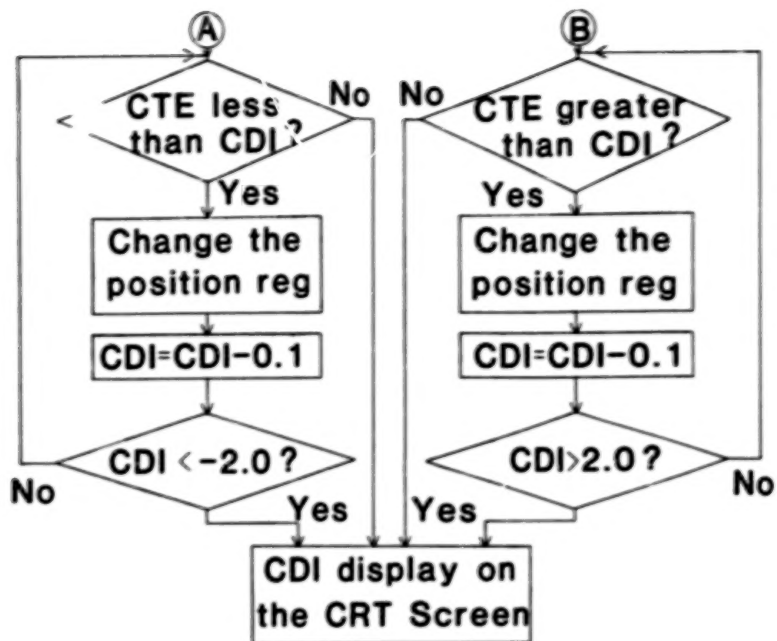 A
CTE less
than CDI?
No
Yes
Change the
position reg
CDI=CDI-0.1
CDI < -2.0?
No
Yes
B
CTE greater
than CDI?
No
Yes
Change the
position reg
CDI=CDI-0.1
CDI>2.0?
No
Yes
CDI display on
the CRT Screen